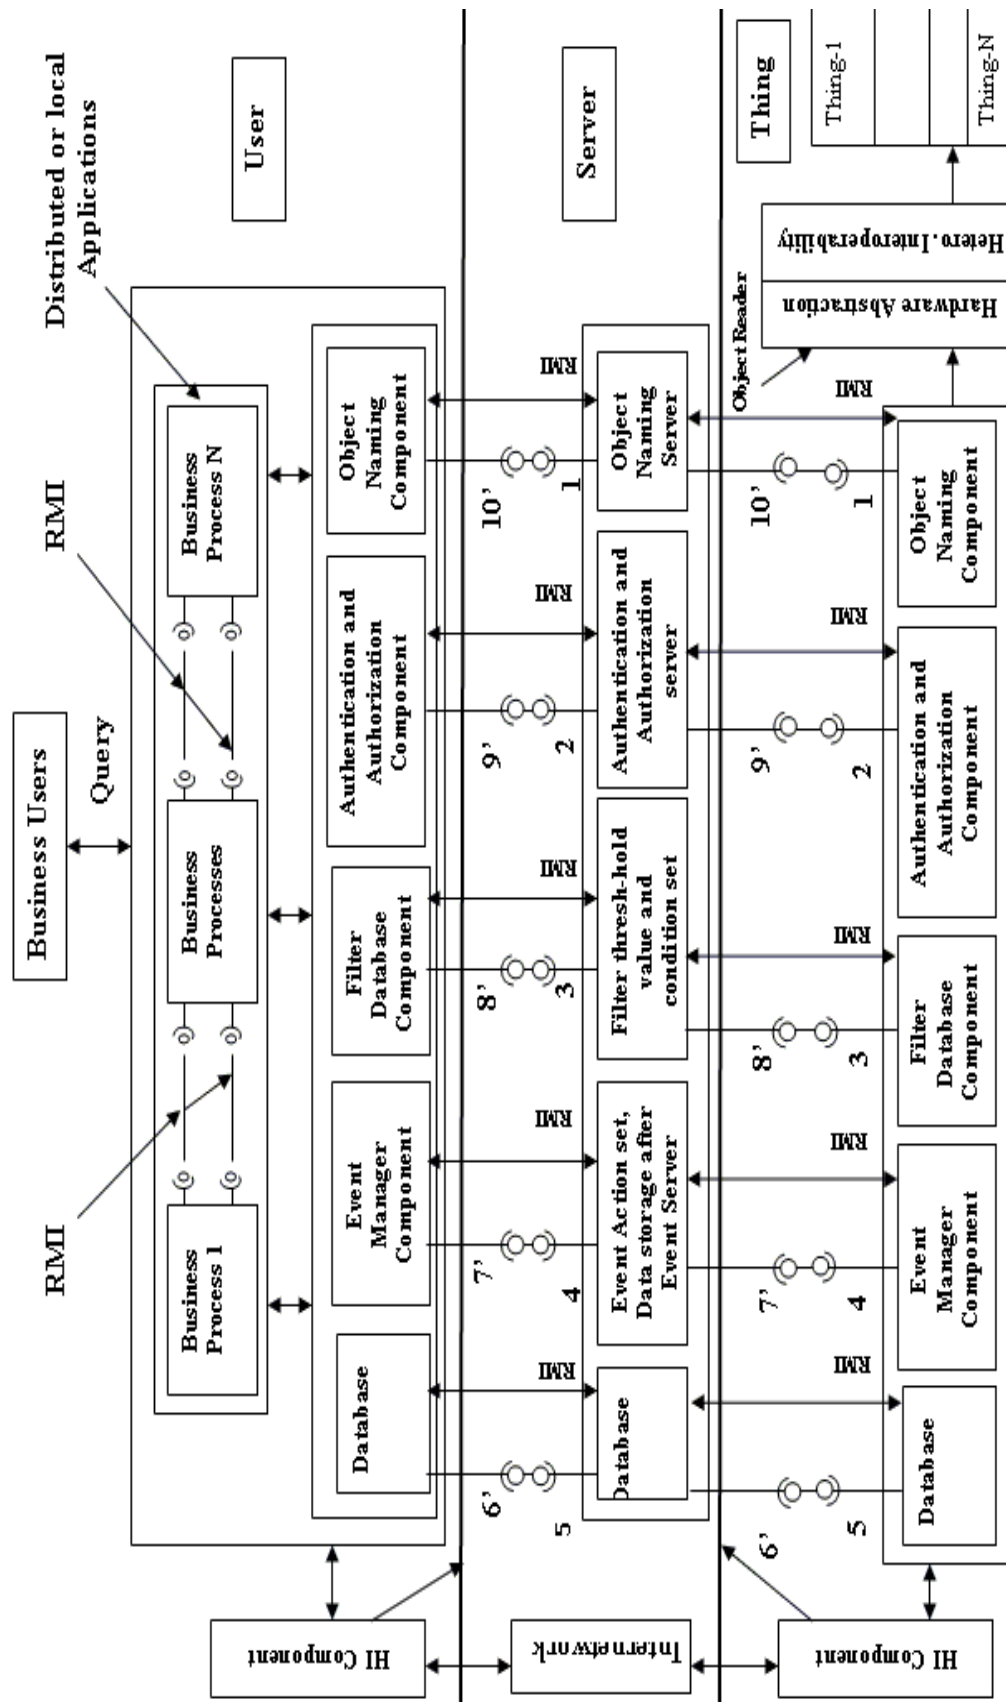 Business Users
Query
RMI
RMI
Distributed or local
Applications
Business
Process 1
Business
Processes
Business
Process N
User
Database
Event
Manager
Component
Filter
Database
Component
Authentication and
Authorization
Component
Object
Naming
Component
HI Component
6'
7'
8'
9'
10'
RMI
RMI
RMI
RMI
RMI
5
4
3
2
1
Server
Internetwork
Database
Event Action set,
Data storage after
Event Server
Filter thresh-hold
value and
condition set
Authentication and
Authorization
server
Object
Naming
Server
6'
7'
8'
9'
10'
Object Reader
Thing
5
4
3
2
1
RMI
RMI
RMI
RMI
RMI
Hardware Abstraction
Hetero. Interoperability
Thing-1
Thing-N
HI Component
Database
Event
Manager
Component
Filter
Database
Component
Authentication and
Authorization
Component
Object
Naming
Component